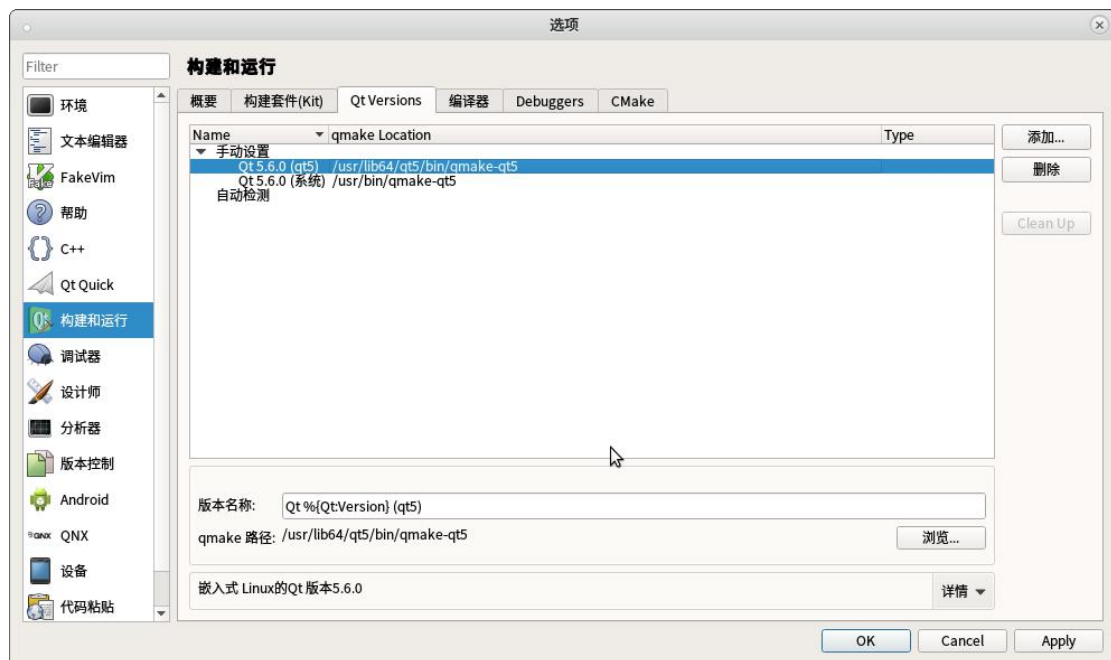 选项
Filter
构建和运行
环境
文本编辑器
FakeVim
帮助
C++
Qt Quick
构建和运行
调试器
设计师
分析器
版本控制
Android
QNX QNX
设备
代码粘贴
概要 构建套件(Kit) Qt Versions 编译器 Debuggers CMake
Name qmake Location Type
手动设置
Qt 5.6.0 (qt5) /usr/lib64/qt5/bin/qmake-qt5
Qt 5.6.0 (系统) /usr/bin/qmake-qt5
自动检测
添加...
删除
Clean Up
版本名称: Qt %{Qt:Version} (qt5)
qmake 路径: /usr/lib64/qt5/bin/qmake-qt5 浏览...
嵌入式 Linux的Qt 版本5.6.0 详情
OK Cancel Apply